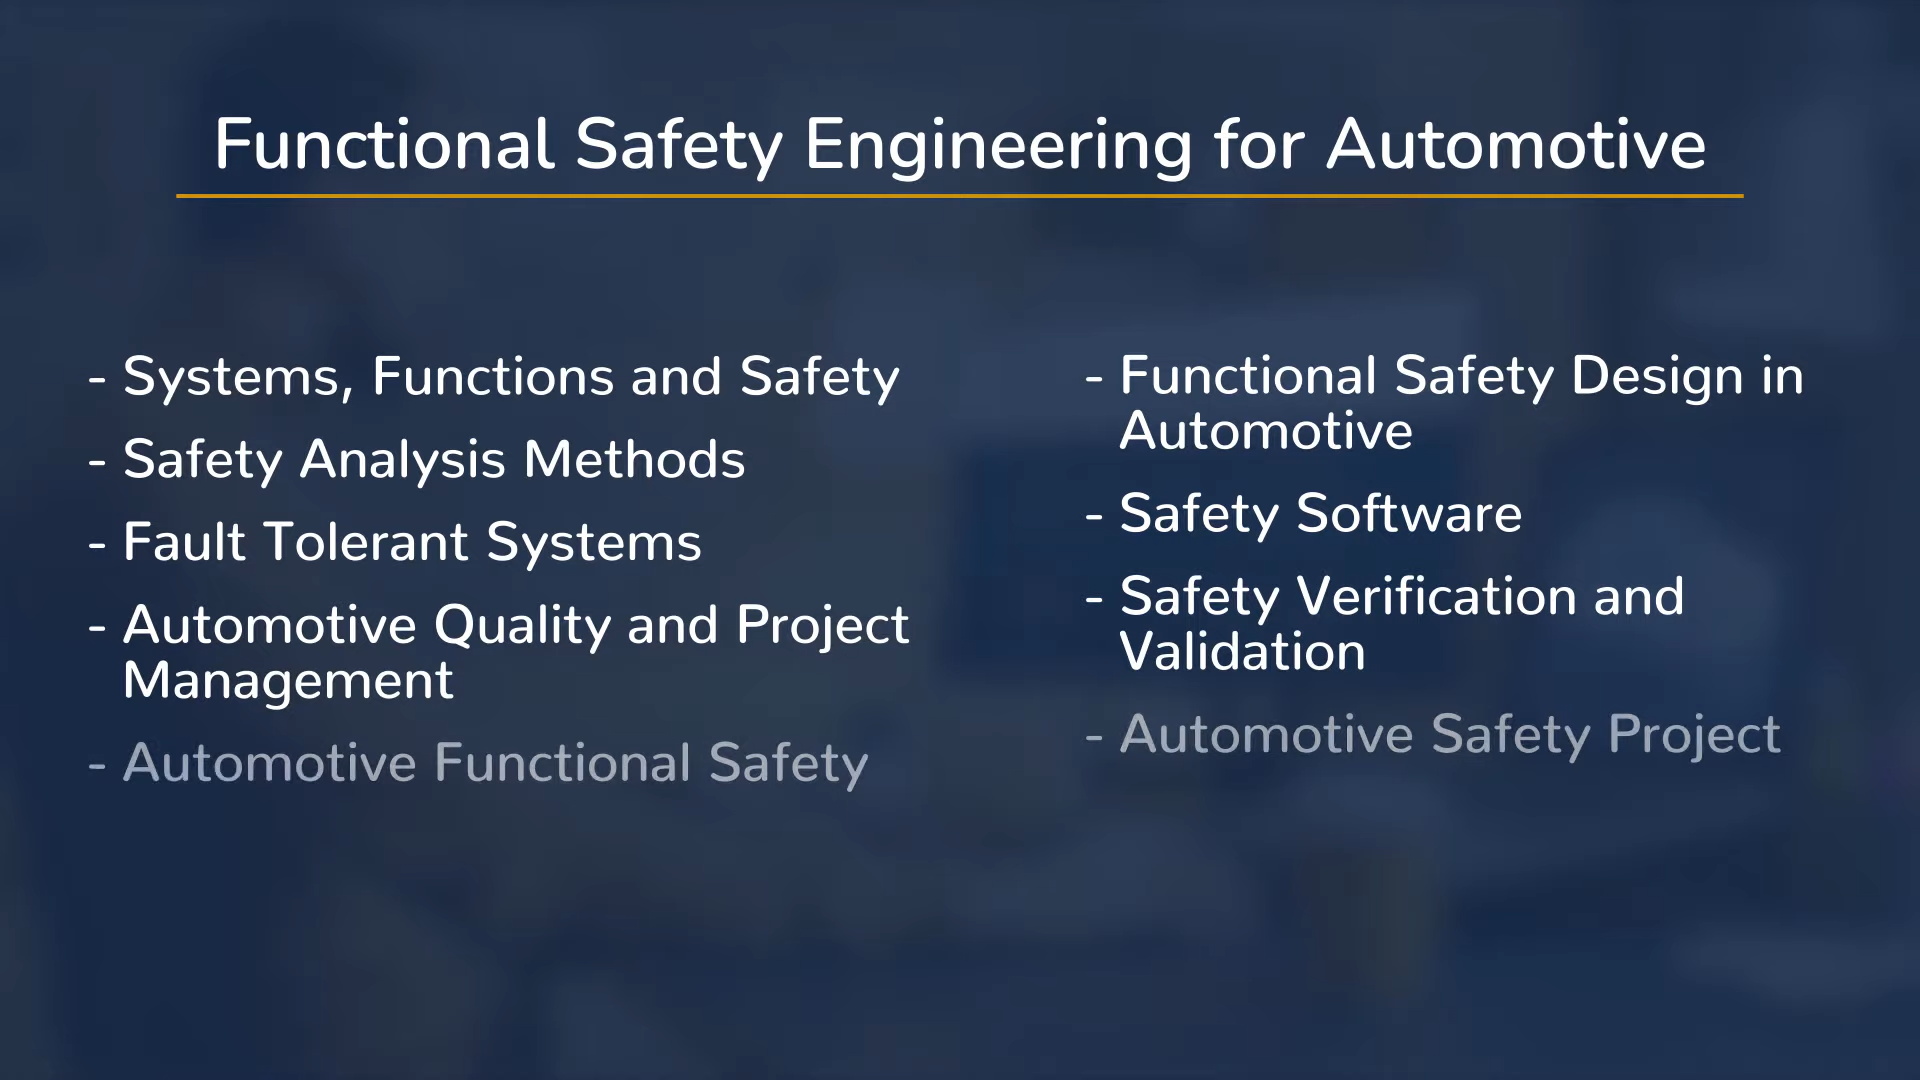 Functional Safety Engineering for Automotive
- Systems, Functions and Safety
- Safety Analysis Methods
- Fault Tolerant Systems
- Automotive Quality and Project
Management
- Automotive Functional Safety
- Functional Safety Design in
Automotive
- Safety Software
- Safety Verification and
Validation
- Automotive Safety Project